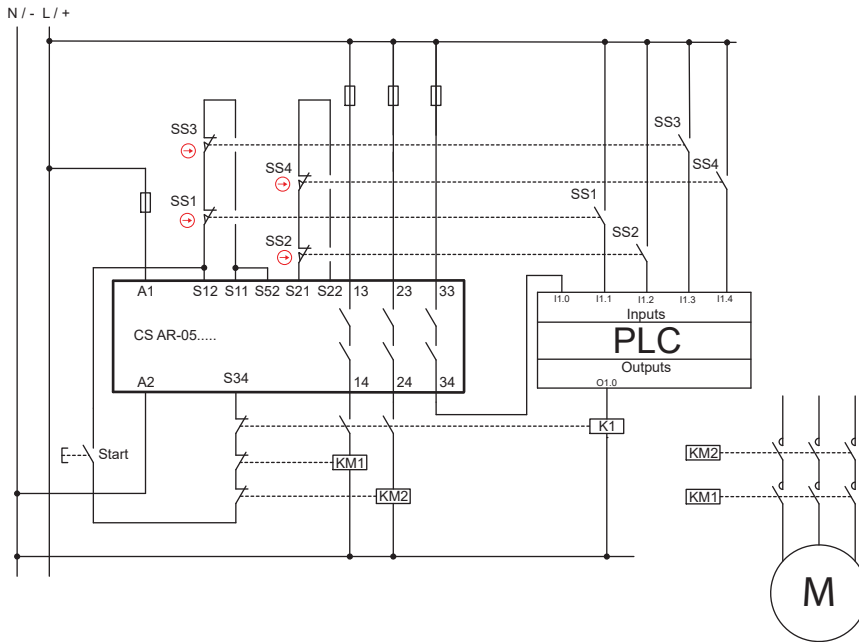 N / - L / +
SS3
SS3
SS4
SS4
SS1
SS1
SS2
SS2
A1 S12 S11 S52 S21 S22 13 23 33
I1.0 I1.1 I1.2 I1.3 I1.4
Inputs
CS AR-05.....
PLC
Outputs
A2 S34 14 24 34
O1.0
K1
Start
KM1
KM2
KM2
KM1
M